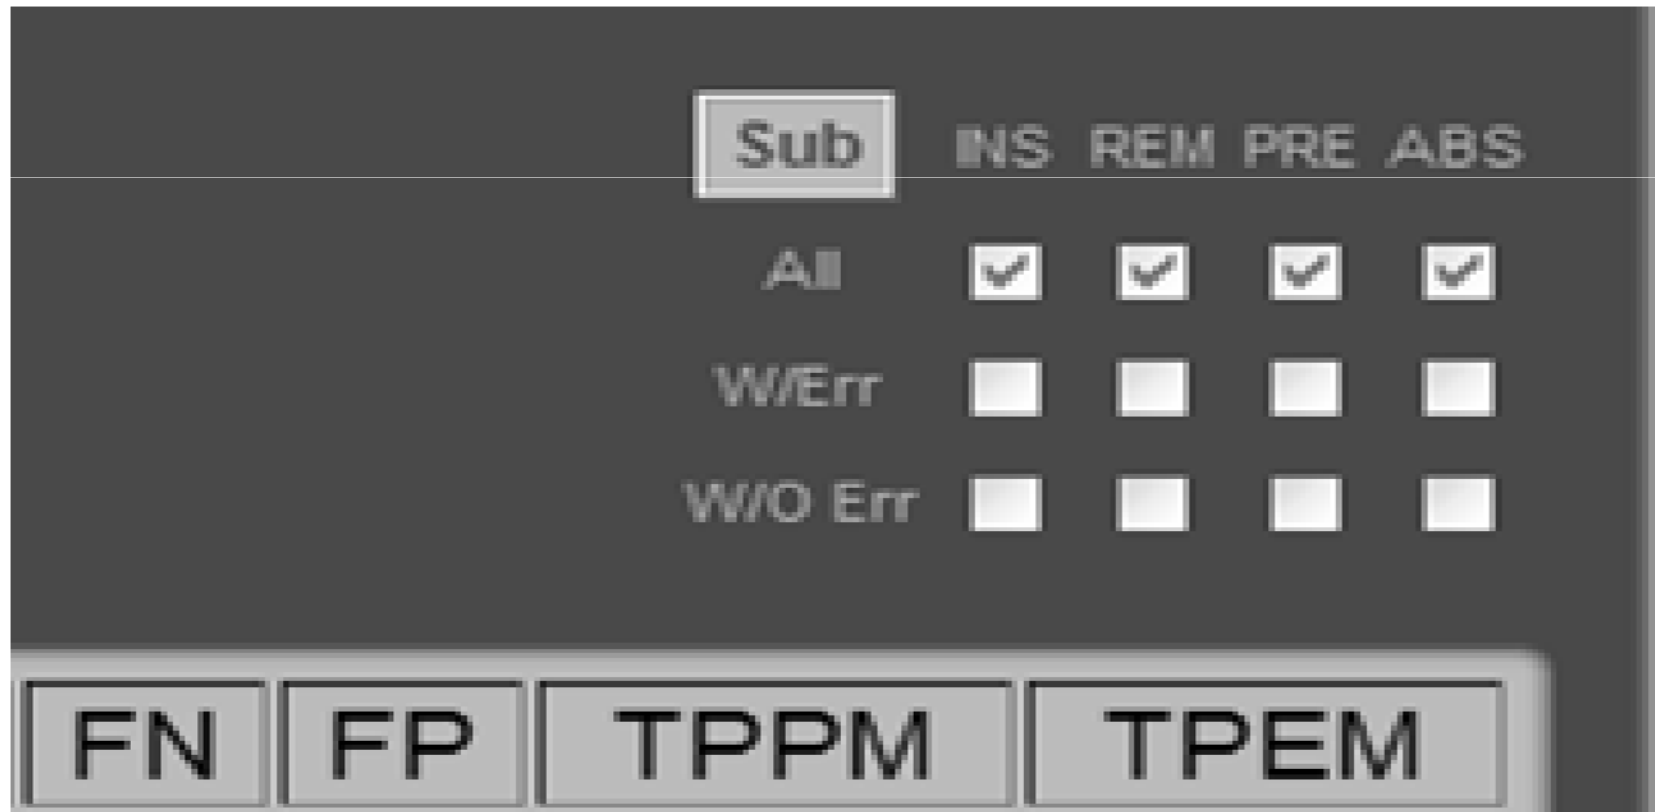 Sub INS REM PRE ABS
All
W/Err
W/O Err
FN FP TPPM TPEM